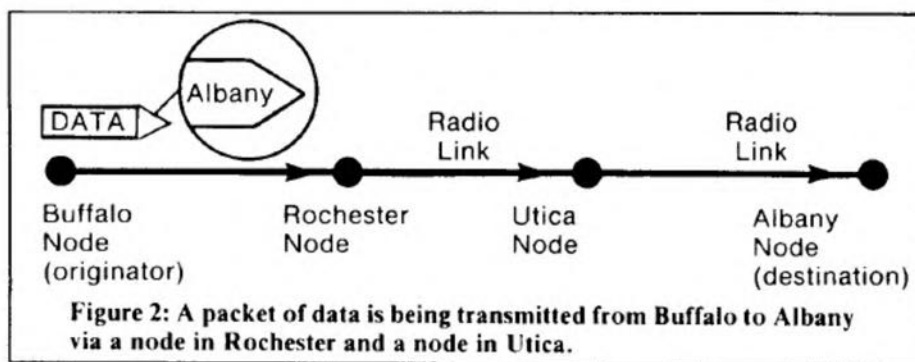 Albany
DATA
Radio
Link
Radio
Link
Buffalo
Node
(originator)
Rochester
Node
Utica
Node
Albany
Node
(destination)
Figure 2: A packet of data is being transmitted from Buffalo to Albany
via a node in Rochester and a node in Utica.